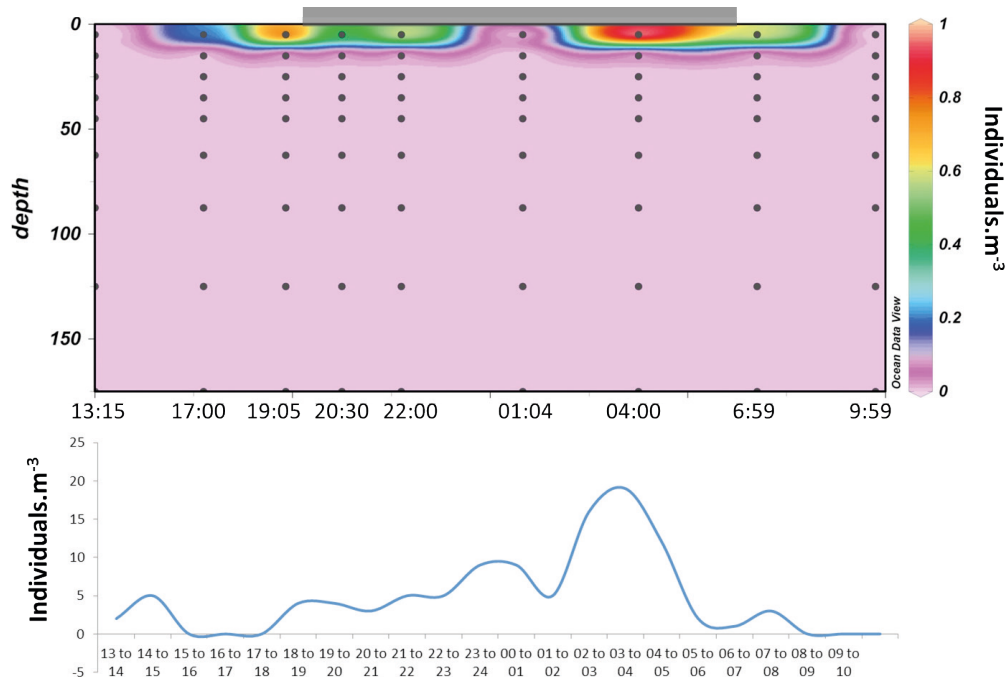 0
50
100
150
depth
13:15 17:00 19:05 20:30 22:00 01:04 04:00 6:59 9:59
Ocean Data View
1
0.8
0.6
0.4
0.2
0
Individuals.m-3
25
20
15
10
5
0
-5
Individuals.m-3
13 to 14 to 15 to 16 to 17 to 18 to 19 to 20 to 21 to 22 to 23 to 00 to 01 to 02 to 03 to 04 to 05 to 06 to 07 to 08 to 09 to
14 15 16 17 18 19 20 21 22 23 24 01 02 03 04 05 06 07 08 09 10